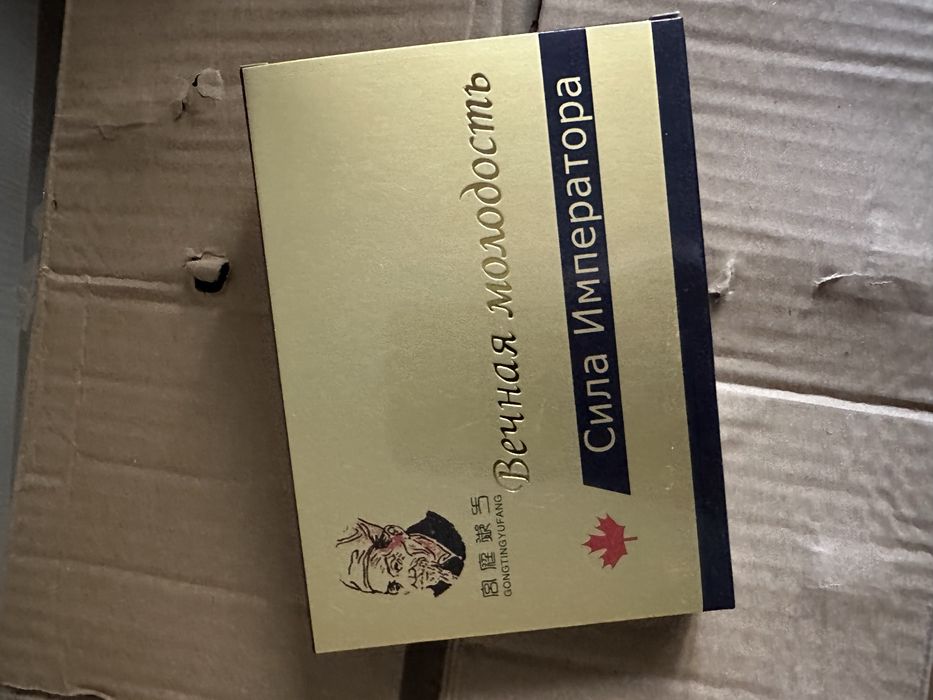 GONGTINGYUFANG
Вечная молодость
Сила Императора